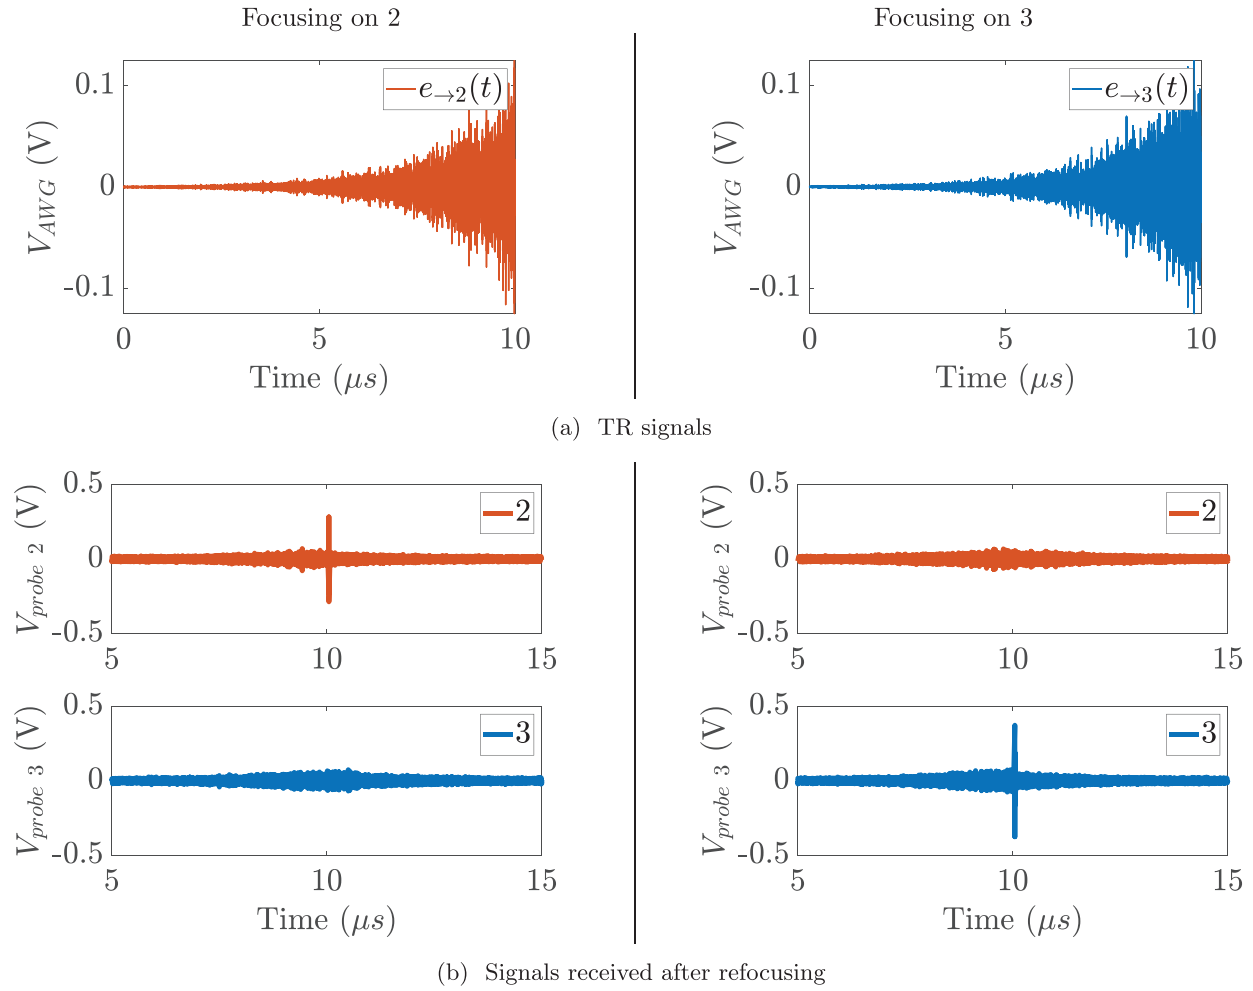 Focusing on 2
Focusing on 3
0.1
0
-0.1
V_AWG (V)
e→2(t)
0 5 10
Time (μs)
0.1
0
-0.1
V_AWG (V)
e→3(t)
0 5 10
Time (μs)
(a) TR signals
0.5
0
-0.5
V_probe 2 (V)
2
5 10 15
0.5
0
-0.5
V_probe 2 (V)
2
5 10 15
0.5
0
-0.5
V_probe 3 (V)
3
5 10 15
Time (μs)
0.5
0
-0.5
V_probe 3 (V)
3
5 10 15
Time (μs)
(b) Signals received after refocusing